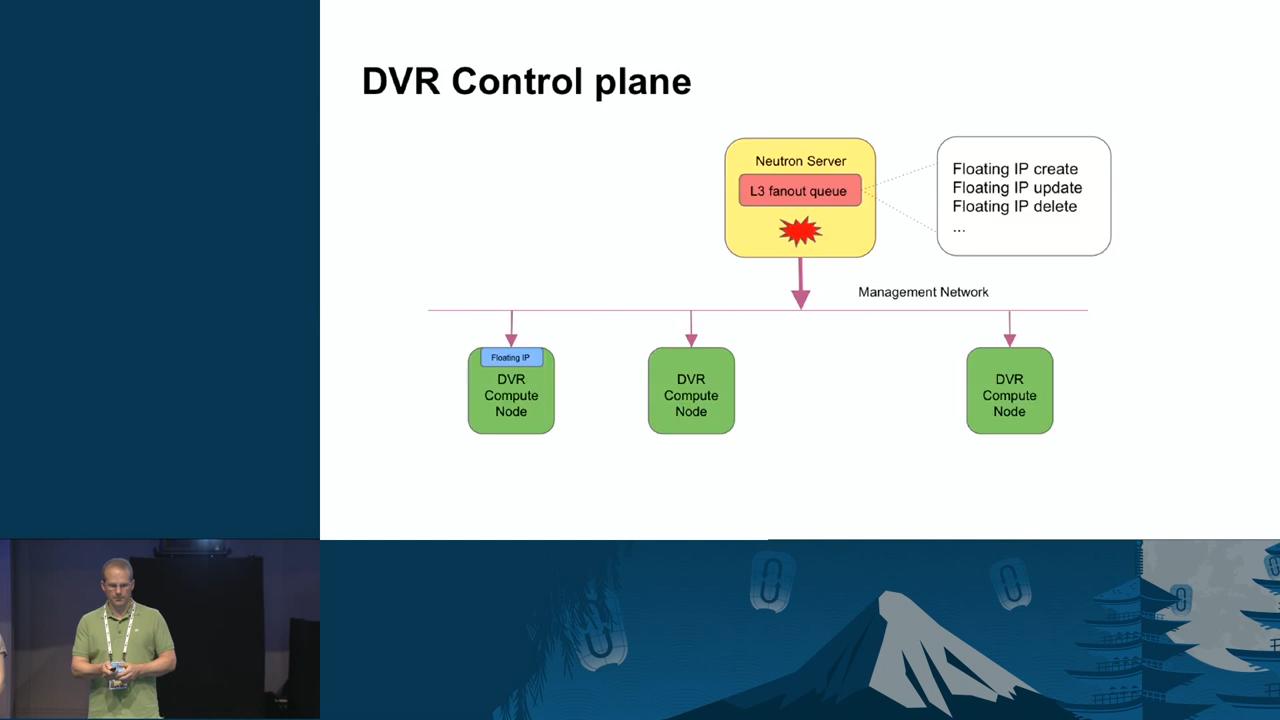 DVR Control plane
Neutron Server
L3 fanout queue
Floating IP create
Floating IP update
Floating IP delete
...
Management Network
Floating IP
DVR
Compute
Node
DVR
Compute
Node
DVR
Compute
Node